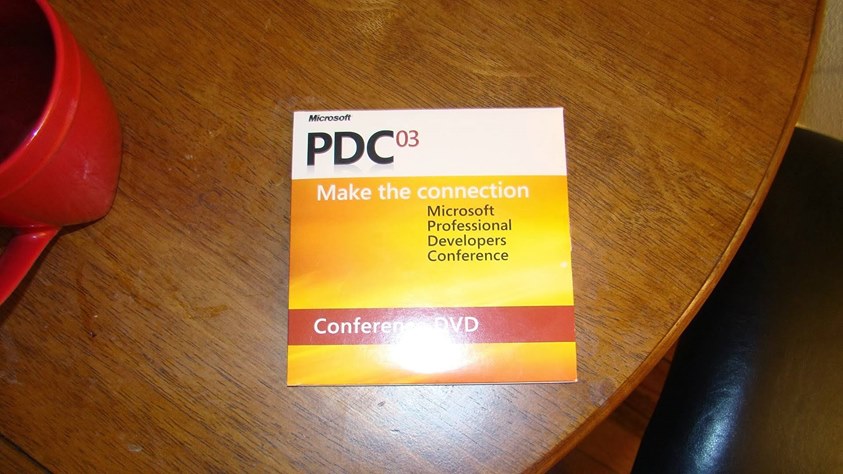 Microsoft
PDC03
Make the connection
Microsoft
Professional
Developers
Conference
Conference DVD